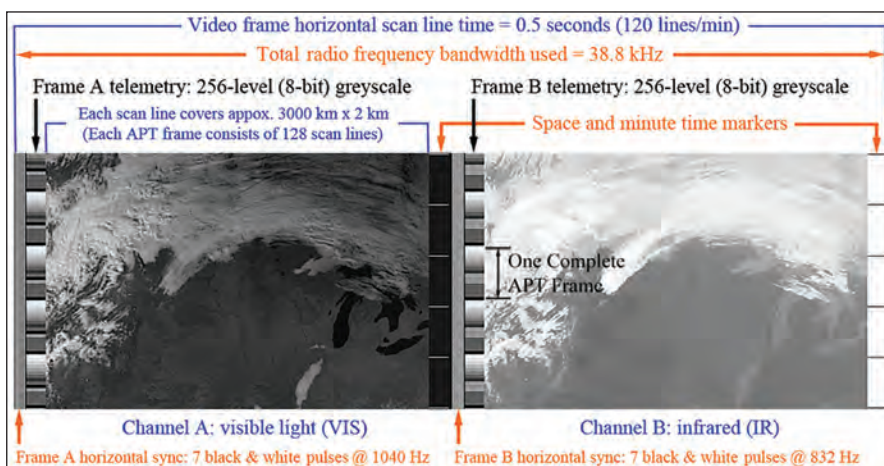 Video frame horizontal scan line time = 0.5 seconds (120 lines/min)
Total radio frequency bandwidth used = 38.8 kHz
Frame A telemetry: 256-level (8-bit) greyscale
Frame B telemetry: 256-level (8-bit) greyscale
Each scan line covers appox. 3000 km x 2 km
(Each APT frame consists of 128 scan lines)
Space and minute time markers
One Complete
APT Frame
Channel A: visible light (VIS)
Channel B: infrared (IR)
Frame A horizontal sync: 7 black & white pulses @ 1040 Hz
Frame B horizontal sync: 7 black & white pulses @ 832 Hz